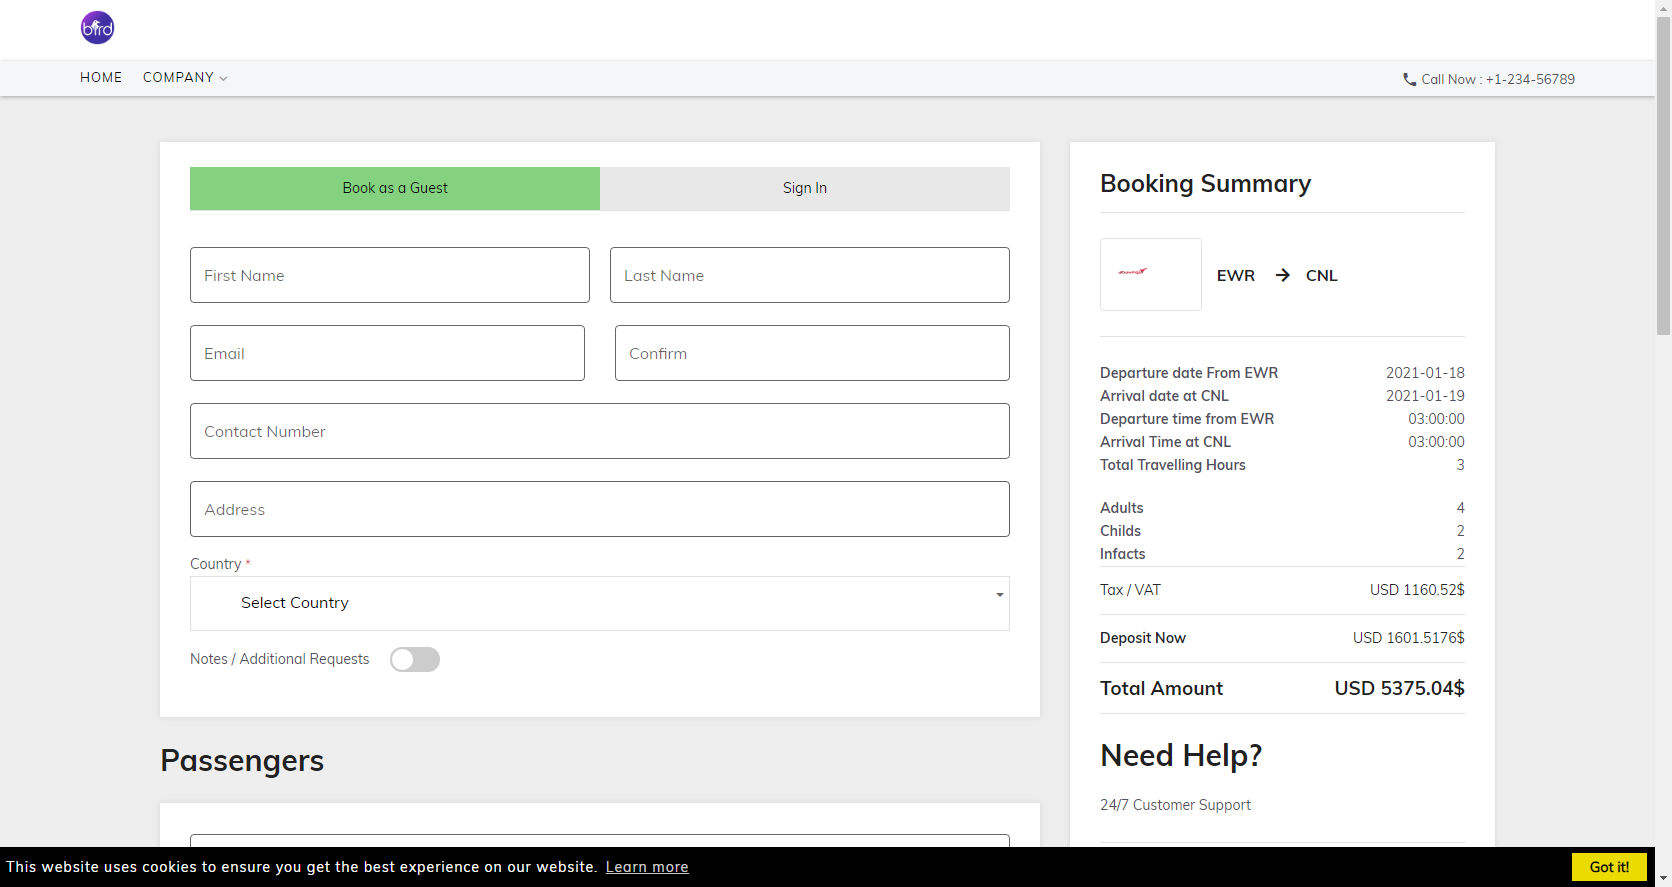 bird
HOME COMPANY
Call Now : +1-234-56789
Book as a Guest
Sign In
First Name
Last Name
Email
Confirm
Contact Number
Address
Country *
Select Country
Notes / Additional Requests
Passengers
Booking Summary
EWR → CNL
Departure date From EWR 2021-01-18
Arrival date at CNL 2021-01-19
Departure time from EWR 03:00:00
Arrival Time at CNL 03:00:00
Total Travelling Hours 3
Adults 4
Childs 2
Infacts 2
Tax / VAT USD 1160.52$
Deposit Now USD 1601.5176$
Total Amount USD 5375.04$
Need Help?
24/7 Customer Support
This website uses cookies to ensure you get the best experience on our website. Learn more
Got it!